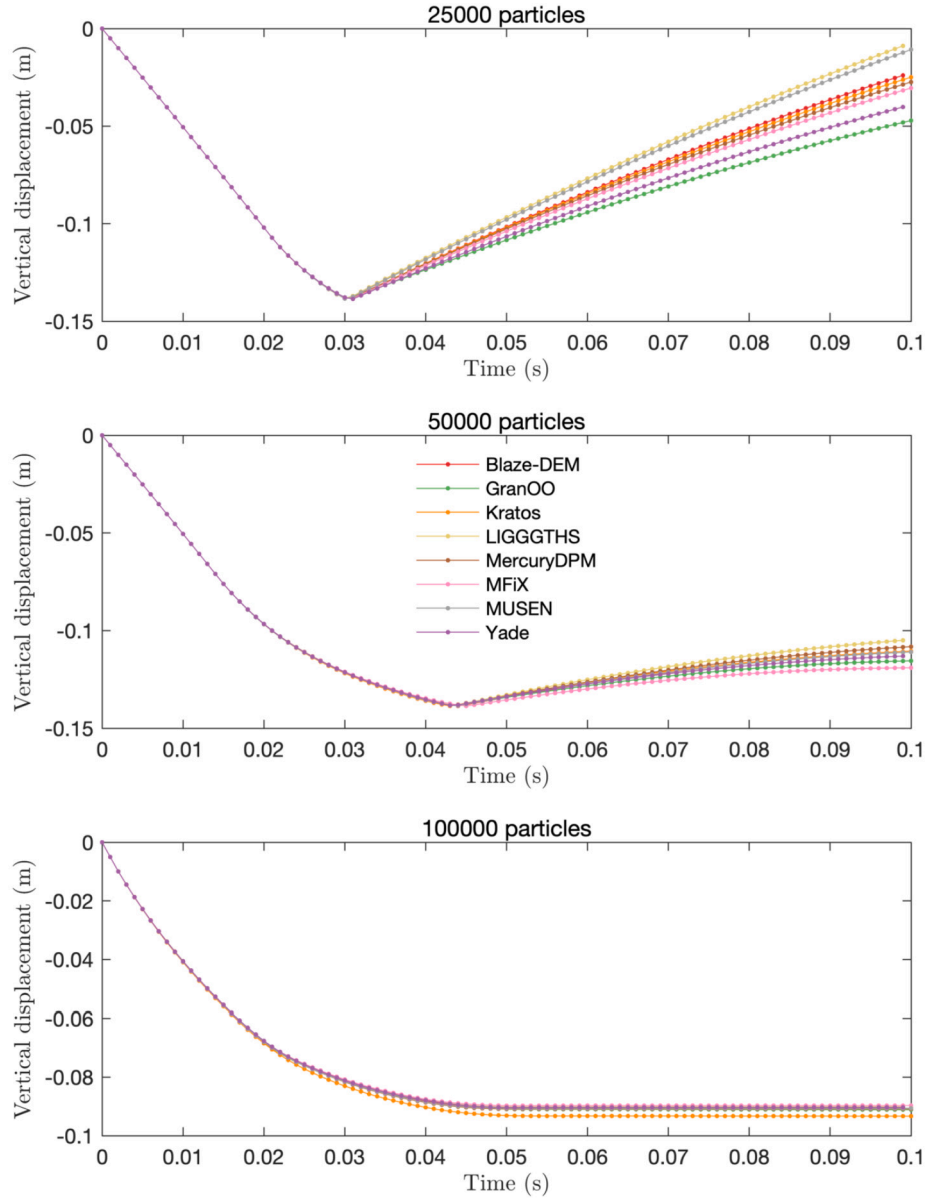 25000 particles
0
-0.05
-0.1
-0.15
Vertical displacement (m)
0 0.01 0.02 0.03 0.04 0.05 0.06 0.07 0.08 0.09 0.1
Time (s)
50000 particles
0
-0.05
-0.1
-0.15
Vertical displacement (m)
Blaze-DEM
GranOO
Kratos
LIGGGTHS
MercuryDPM
MFiX
MUSEN
Yade
0 0.01 0.02 0.03 0.04 0.05 0.06 0.07 0.08 0.09 0.1
Time (s)
100000 particles
0
-0.02
-0.04
-0.06
-0.08
-0.1
Vertical displacement (m)
0 0.01 0.02 0.03 0.04 0.05 0.06 0.07 0.08 0.09 0.1
Time (s)